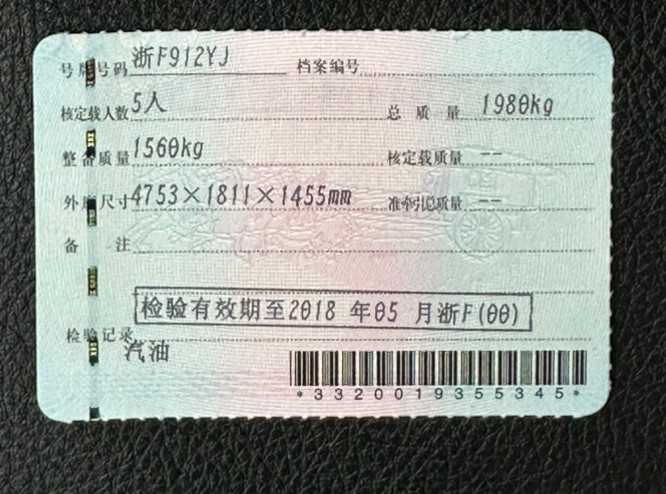 号牌号码 浙F912YJ 档案编号
核定载人数 5人 总质量 1980kg
整备质量 1560kg 核定载质量 --
外廓尺寸 4753×1811×1455mm 准牵引总质量 --
备注
检验有效期至2018 年05 月浙F(00)
检验记录
汽油
*3320019355345*